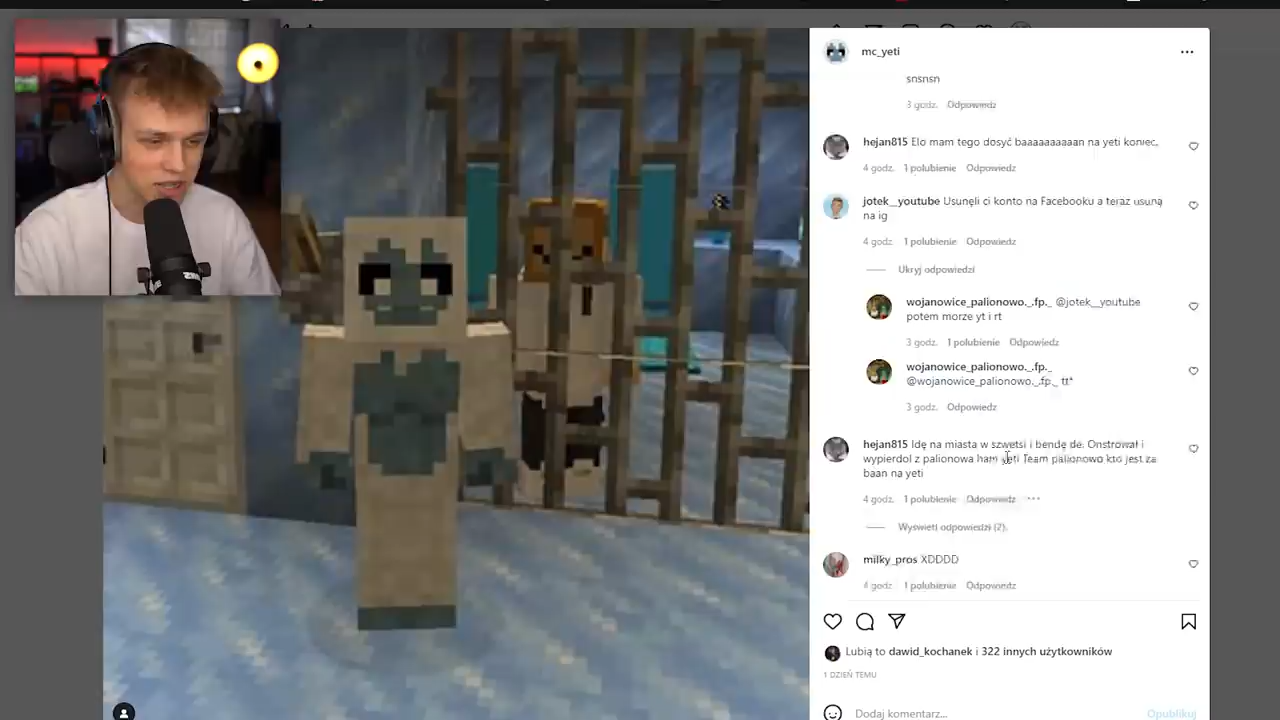 mc_yeti
snsnsn
3 godz. Odpowiedz
hejan815 Elo mam tego dosyć baaaaaaaaaan na yeti koniec.
4 godz. 1 polubienie Odpowiedz
jotek__youtube Usunęli ci konto na Facebooku a teraz usuną
na ig
4 godz. 1 polubienie Odpowiedz
Ukryj odpowiedzi
wojanowice_palionowo._.fp._ @jotek__youtube
potem morze yt i rt
3 godz. 1 polubienie Odpowiedz
wojanowice_palionowo._.fp._
@wojanowice_palionowo._.fp._ tt*
3 godz. Odpowiedz
hejan815 Idę na miasta w szwetsi i bendę de. Onstrował i
wypierdol z palionowa ham yeti Team palionowo kto jest za
baan na yeti
4 godz. 1 polubienie Odpowiedz
Wyświetl odpowiedzi (2)
milky_pros XDDDD
4 godz. 1 polubienie Odpowiedz
Lubią to dawid_kochanek i 322 innych użytkowników
1 DZIEŃ TEMU
Dodaj komentarz... Opublikuj